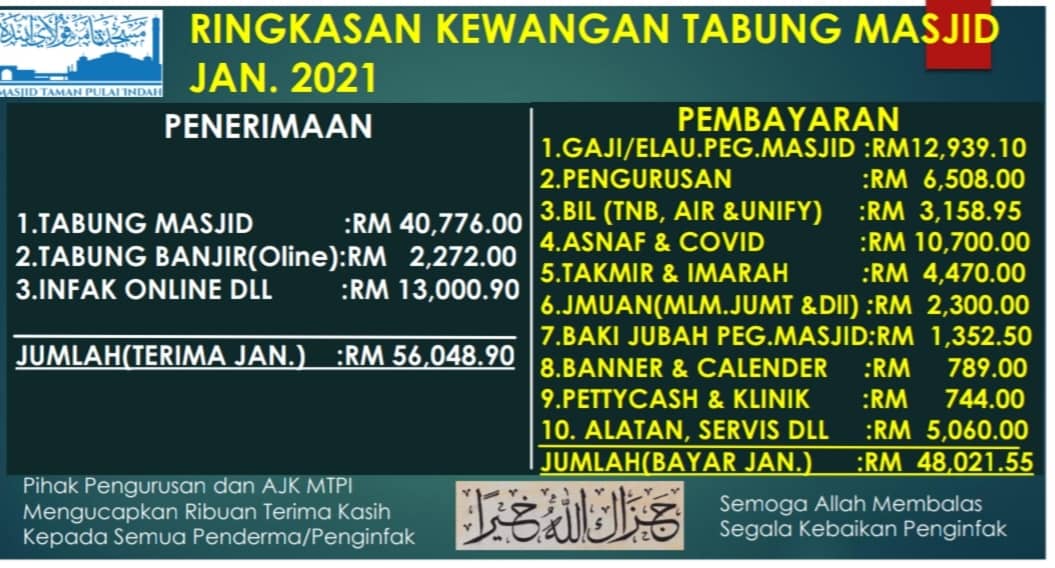 MASJID TAMAN PULAI INDAH
RINGKASAN KEWANGAN TABUNG MASJID
JAN. 2021
PENERIMAAN
1.TABUNG MASJID :RM 40,776.00
2.TABUNG BANJIR(Oline):RM 2,272.00
3.INFAK ONLINE DLL :RM 13,000.90
JUMLAH(TERIMA JAN.) :RM 56,048.90
PEMBAYARAN
1.GAJI/ELAU.PEG.MASJID :RM12,939.10
2.PENGURUSAN :RM 6,508.00
3.BIL (TNB, AIR &UNIFY) :RM 3,158.95
4.ASNAF & COVID :RM 10,700.00
5.TAKMIR & IMARAH :RM 4,470.00
6.JMUAN(MLM.JUMT &Dll) :RM 2,300.00
7.BAKI JUBAH PEG.MASJID:RM 1,352.50
8.BANNER & CALENDER :RM 789.00
9.PETTYCASH & KLINIK :RM 744.00
10. ALATAN, SERVIS DLL :RM 5,060.00
JUMLAH(BAYAR JAN.) :RM 48,021.55
Pihak Pengurusan dan AJK MTPI
Mengucapkan Ribuan Terima Kasih
Kepada Semua Penderma/Penginfak
جزاك الله خيرا
Semoga Allah Membalas
Segala Kebaikan Penginfak